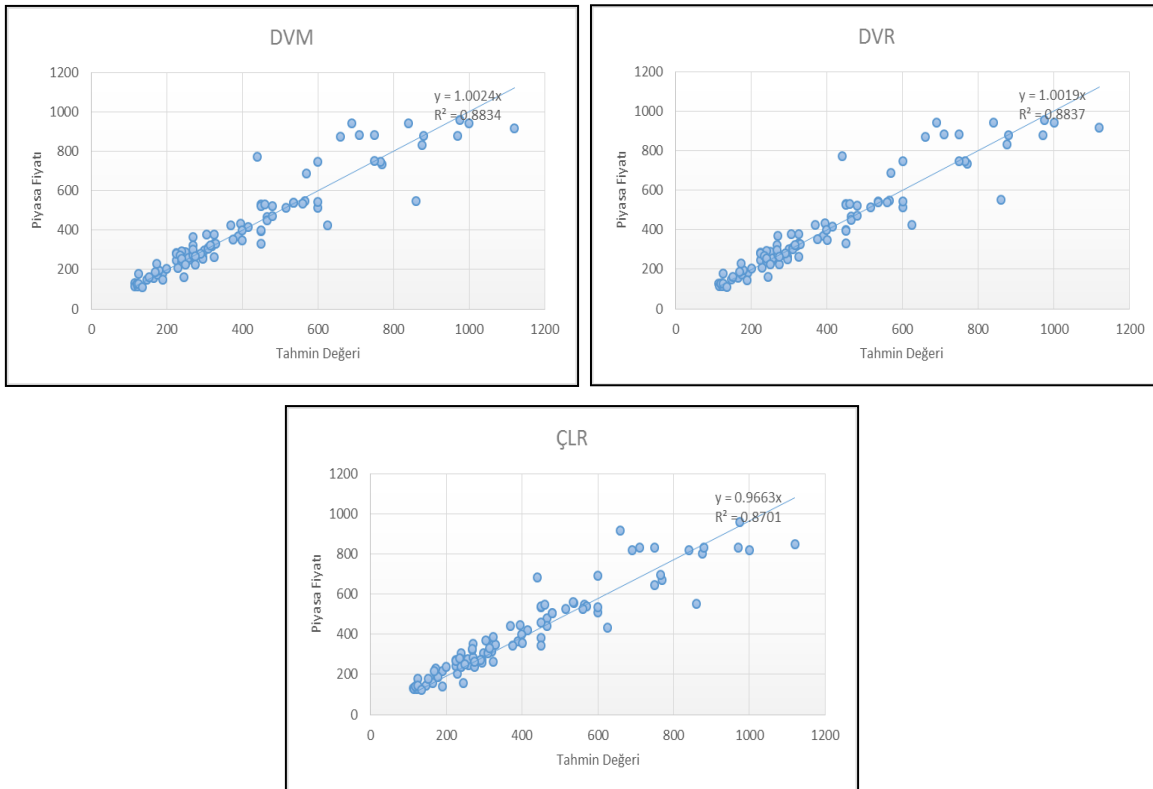 DVM
1200
1000
800
600
400
200
0
y = 1.0024x
R² = 0.8834
Piyasa Fiyatı
0 200 400 600 800 1000 1200
Tahmin Değeri
DVR
1200
1000
800
600
400
200
0
y = 1.0019x
R² = 0.8837
Piyasa Fiyatı
0 200 400 600 800 1000 1200
Tahmin Değeri
ÇLR
1200
1000
800
600
400
200
0
y = 0.9663x
R² = 0.8701
Piyasa Fiyatı
0 200 400 600 800 1000 1200
Tahmin Değeri